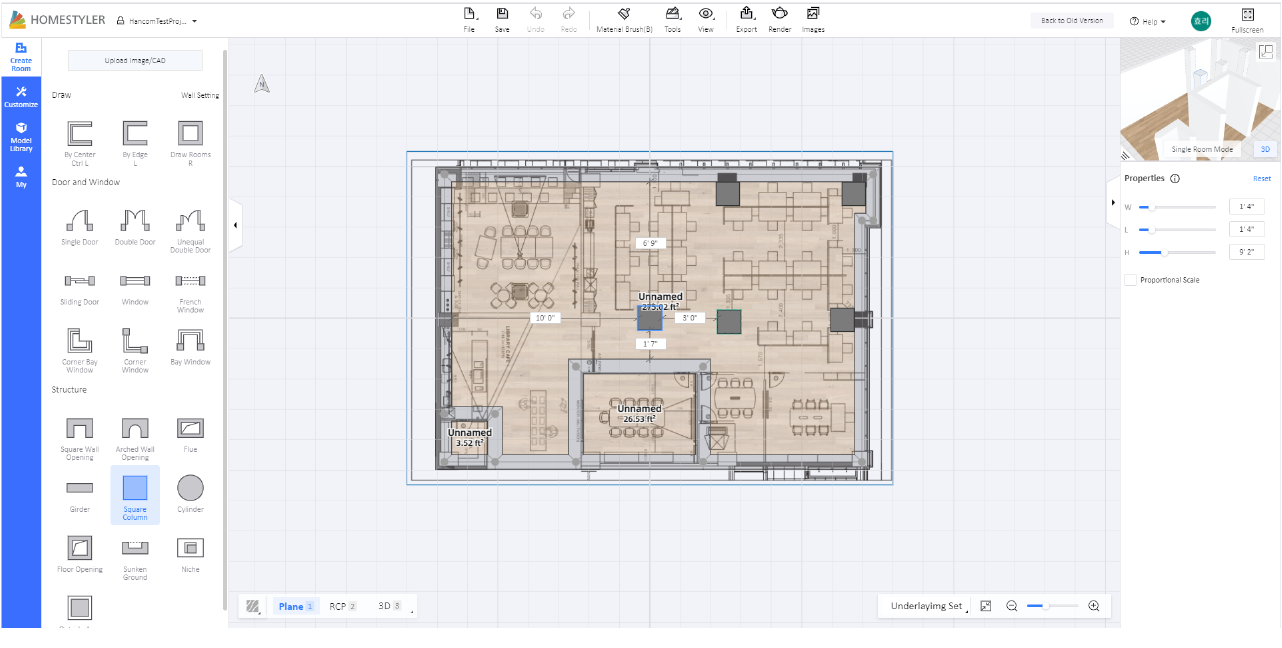 HOMESTYLER
HancomTestProj...
File
Save
Undo
Redo
Material Brush(B)
Tools
View
Export
Render
Images
Back to Old Version
Help
효리
Fullscreen
Create
Room
Customize
Model
Library
My
Upload Image/CAD
Draw
Wall Setting
By Center
Ctrl L
By Edge
L
Draw Rooms
R
Door and Window
Single Door
Double Door
Unequal
Double Door
Sliding Door
Window
French
Window
Corner Bay
Window
Corner
Window
Bay Window
Structure
Square Wall
Opening
Arched Wall
Opening
Flue
Girder
Square
Column
Cylinder
Floor Opening
Sunken
Ground
Niche
N
6' 9"
Unnamed
275.02 ft²
10' 0"
3' 0"
1' 7"
Unnamed
26.53 ft²
Unnamed
3.52 ft²
Plane 1
RCP 2
3D 3
Underlayimg Set
Single Room Mode
3D
Properties
Reset
W
1' 4"
L
1' 4"
H
9' 2"
Proportional Scale